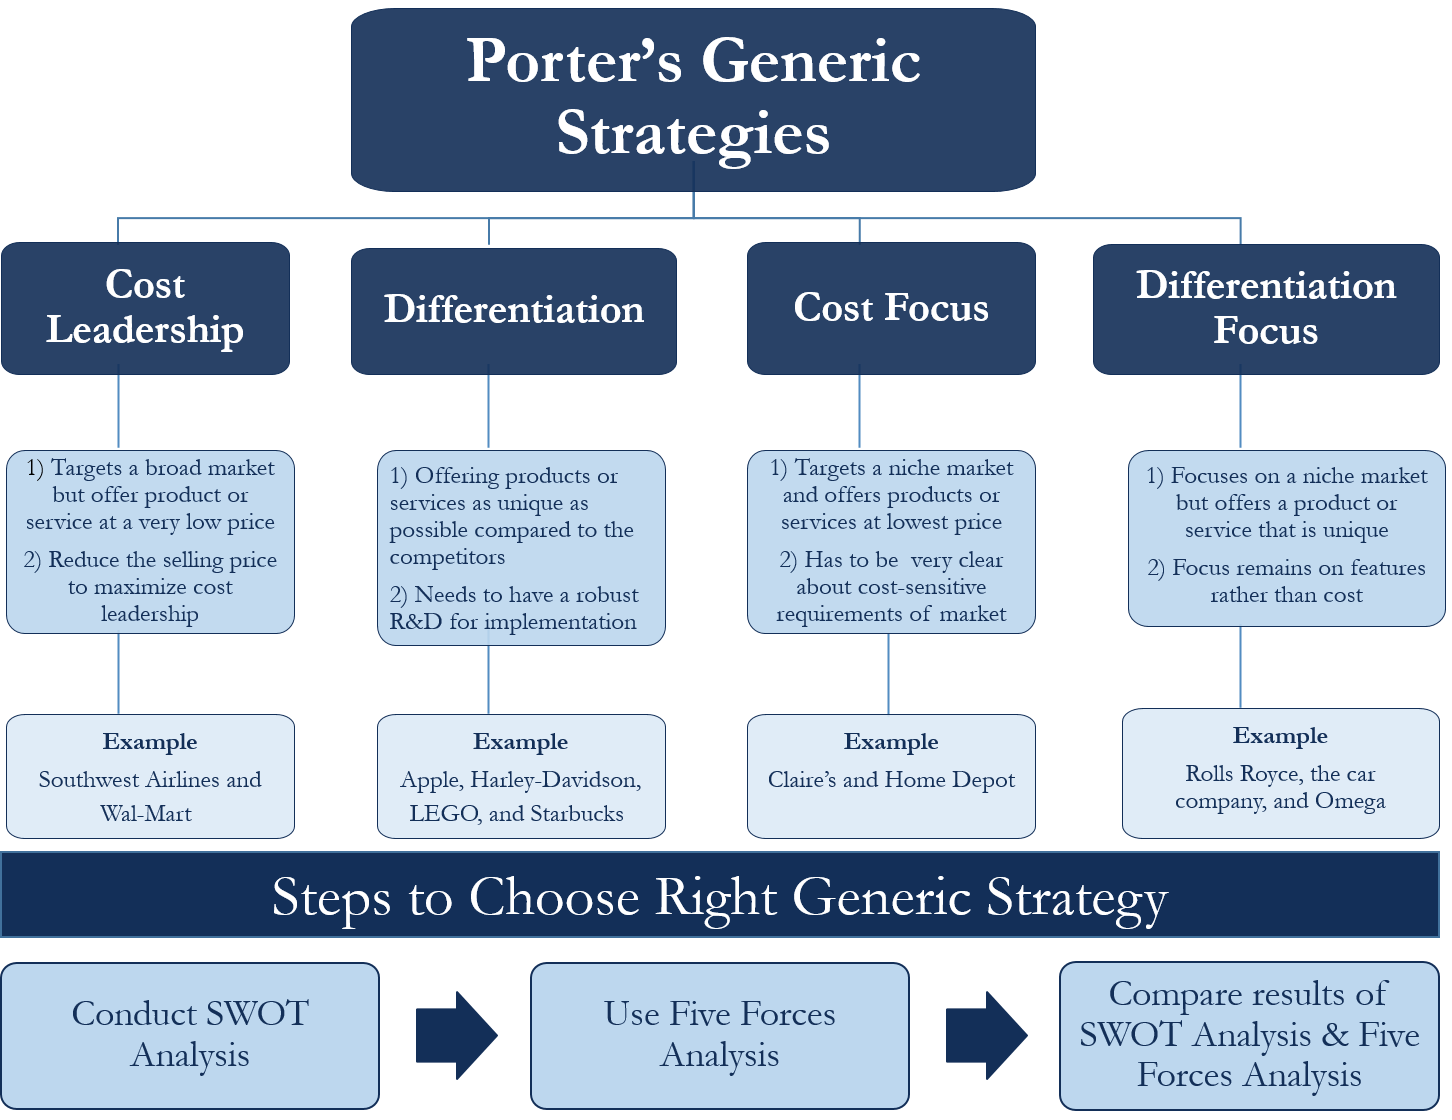 Porter’s Generic
Strategies
Cost
Leadership
Differentiation
Cost Focus
Differentiation
Focus
1) Targets a broad market
but offer product or
service at a very low price
2) Reduce the selling price
to maximize cost
leadership
1) Offering products or
services as unique as
possible compared to the
competitors
2) Needs to have a robust
R&D for implementation
1) Targets a niche market
and offers products or
services at lowest price
2) Has to be very clear
about cost-sensitive
requirements of market
1) Focuses on a niche market
but offers a product or
service that is unique
2) Focus remains on features
rather than cost
Example
Southwest Airlines and
Wal-Mart
Example
Apple, Harley-Davidson,
LEGO, and Starbucks
Example
Claire’s and Home Depot
Example
Rolls Royce, the car
company, and Omega
Steps to Choose Right Generic Strategy
Conduct SWOT
Analysis
Use Five Forces
Analysis
Compare results of
SWOT Analysis & Five
Forces Analysis